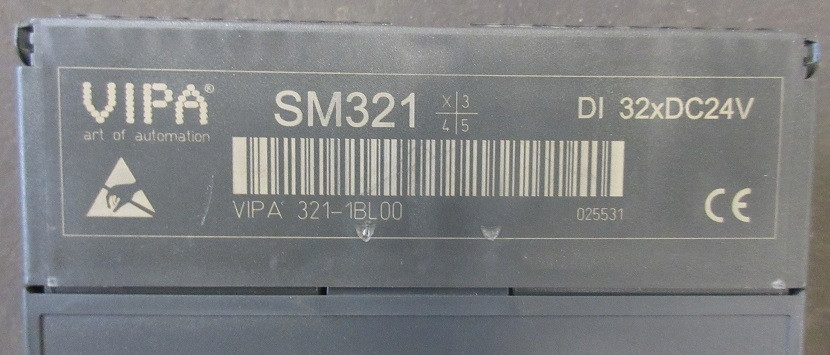 VIPA®
art of automation
SM321
X 3
4 5
DI 32xDC24V
VIPA 321-1BL00
025531
CE